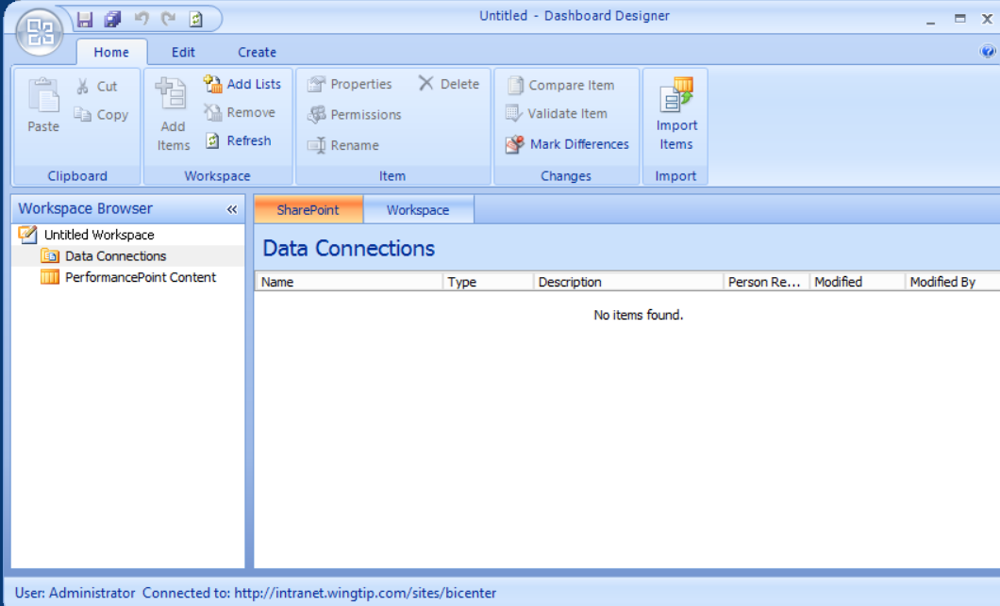 Untitled - Dashboard Designer
Home Edit Create
Paste
Cut
Copy
Clipboard
Add Items
Add Lists
Remove
Refresh
Workspace
Properties
Delete
Permissions
Rename
Item
Compare Item
Validate Item
Mark Differences
Changes
Import Items
Import
Workspace Browser «
Untitled Workspace
Data Connections
PerformancePoint Content
SharePoint Workspace
Data Connections
Name Type Description Person Re... Modified Modified By
No items found.
User: Administrator Connected to: http://intranet.wingtip.com/sites/bicenter